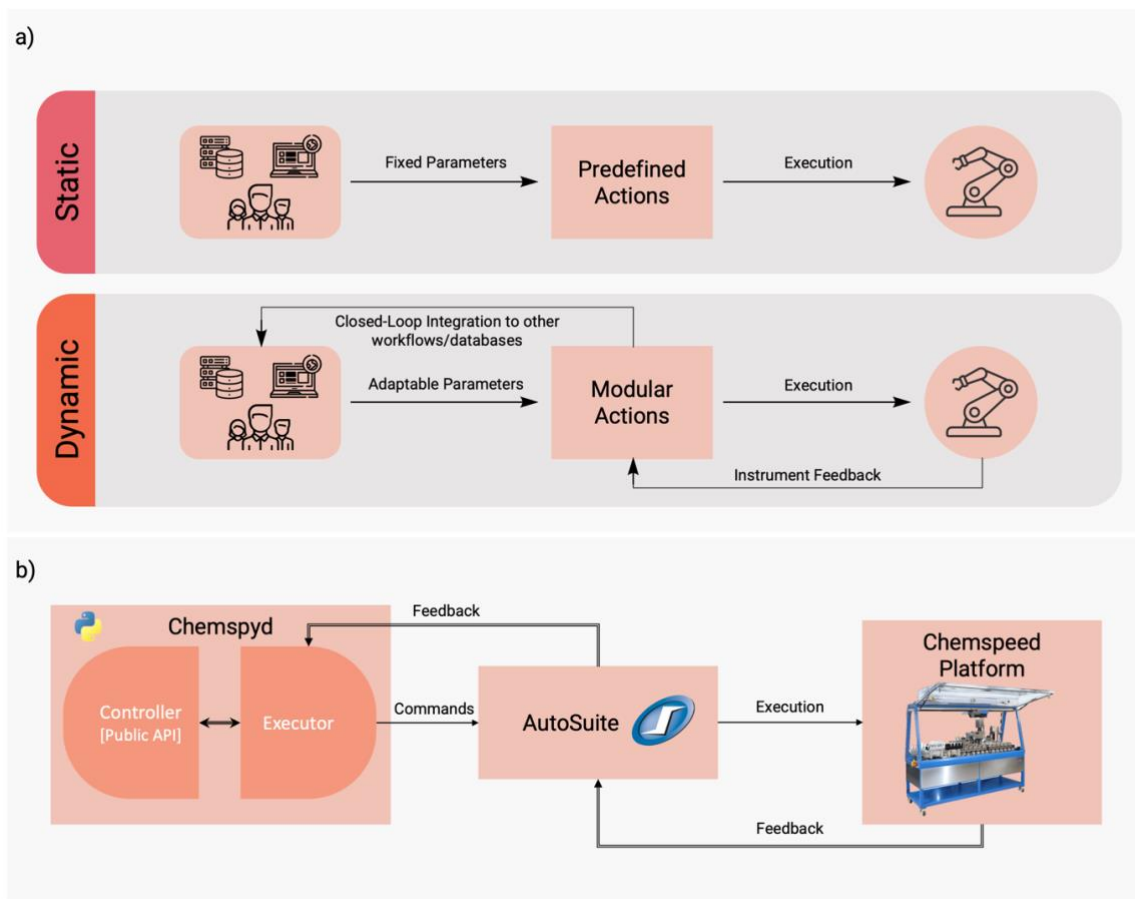 a)
Static
Fixed Parameters
Predefined
Actions
Execution
Dynamic
Closed-Loop Integration to other
workflows/databases
Adaptable Parameters
Modular
Actions
Execution
Instrument Feedback
b)
Chemspyd
Controller
[Public API]
Executor
Feedback
Commands
AutoSuite
Execution
Chemspeed
Platform
Feedback